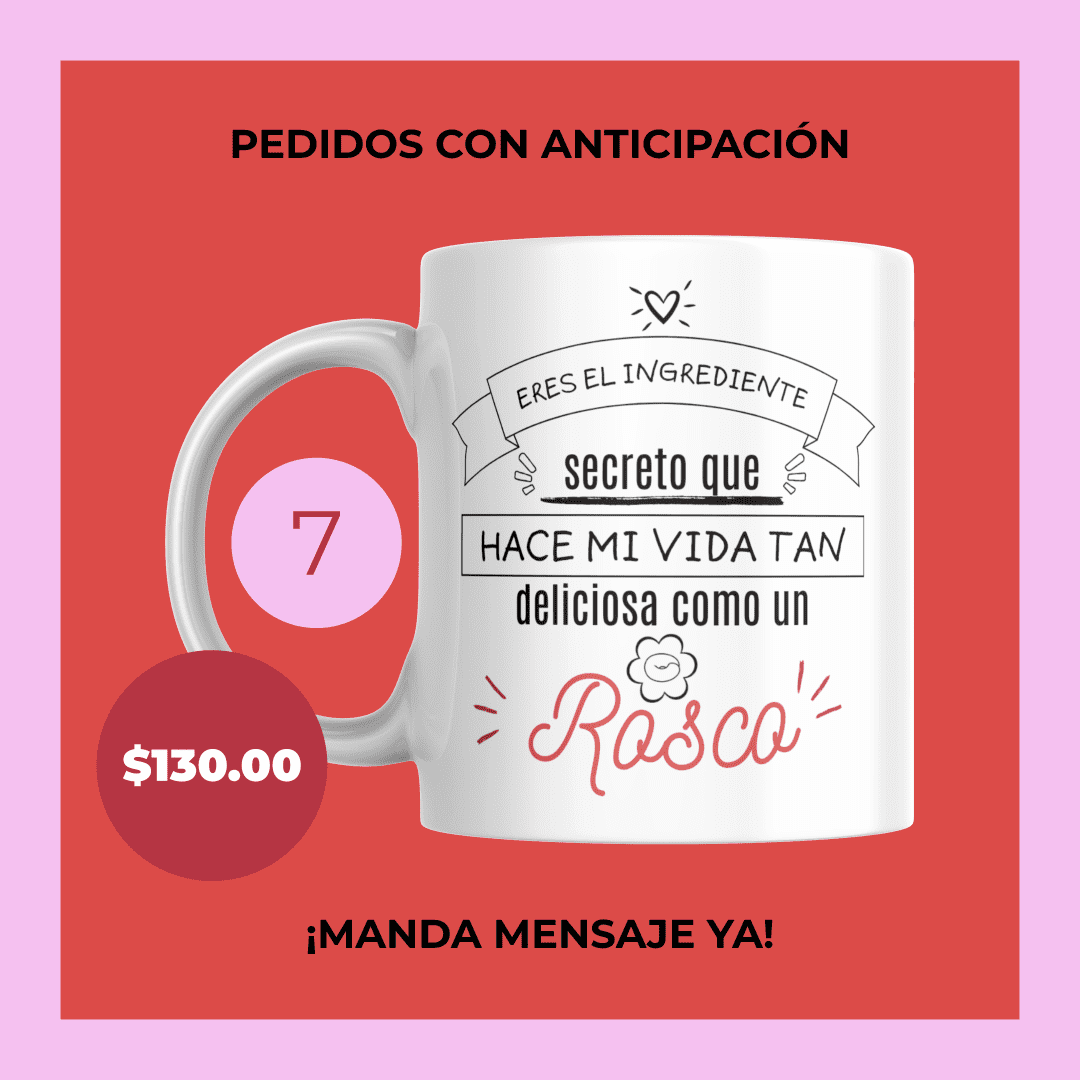 PEDIDOS CON ANTICIPACIÓN
ERES EL INGREDIENTE
secreto que
HACE MI VIDA TAN
deliciosa como un
Rosco
7
$130.00
¡MANDA MENSAJE YA!